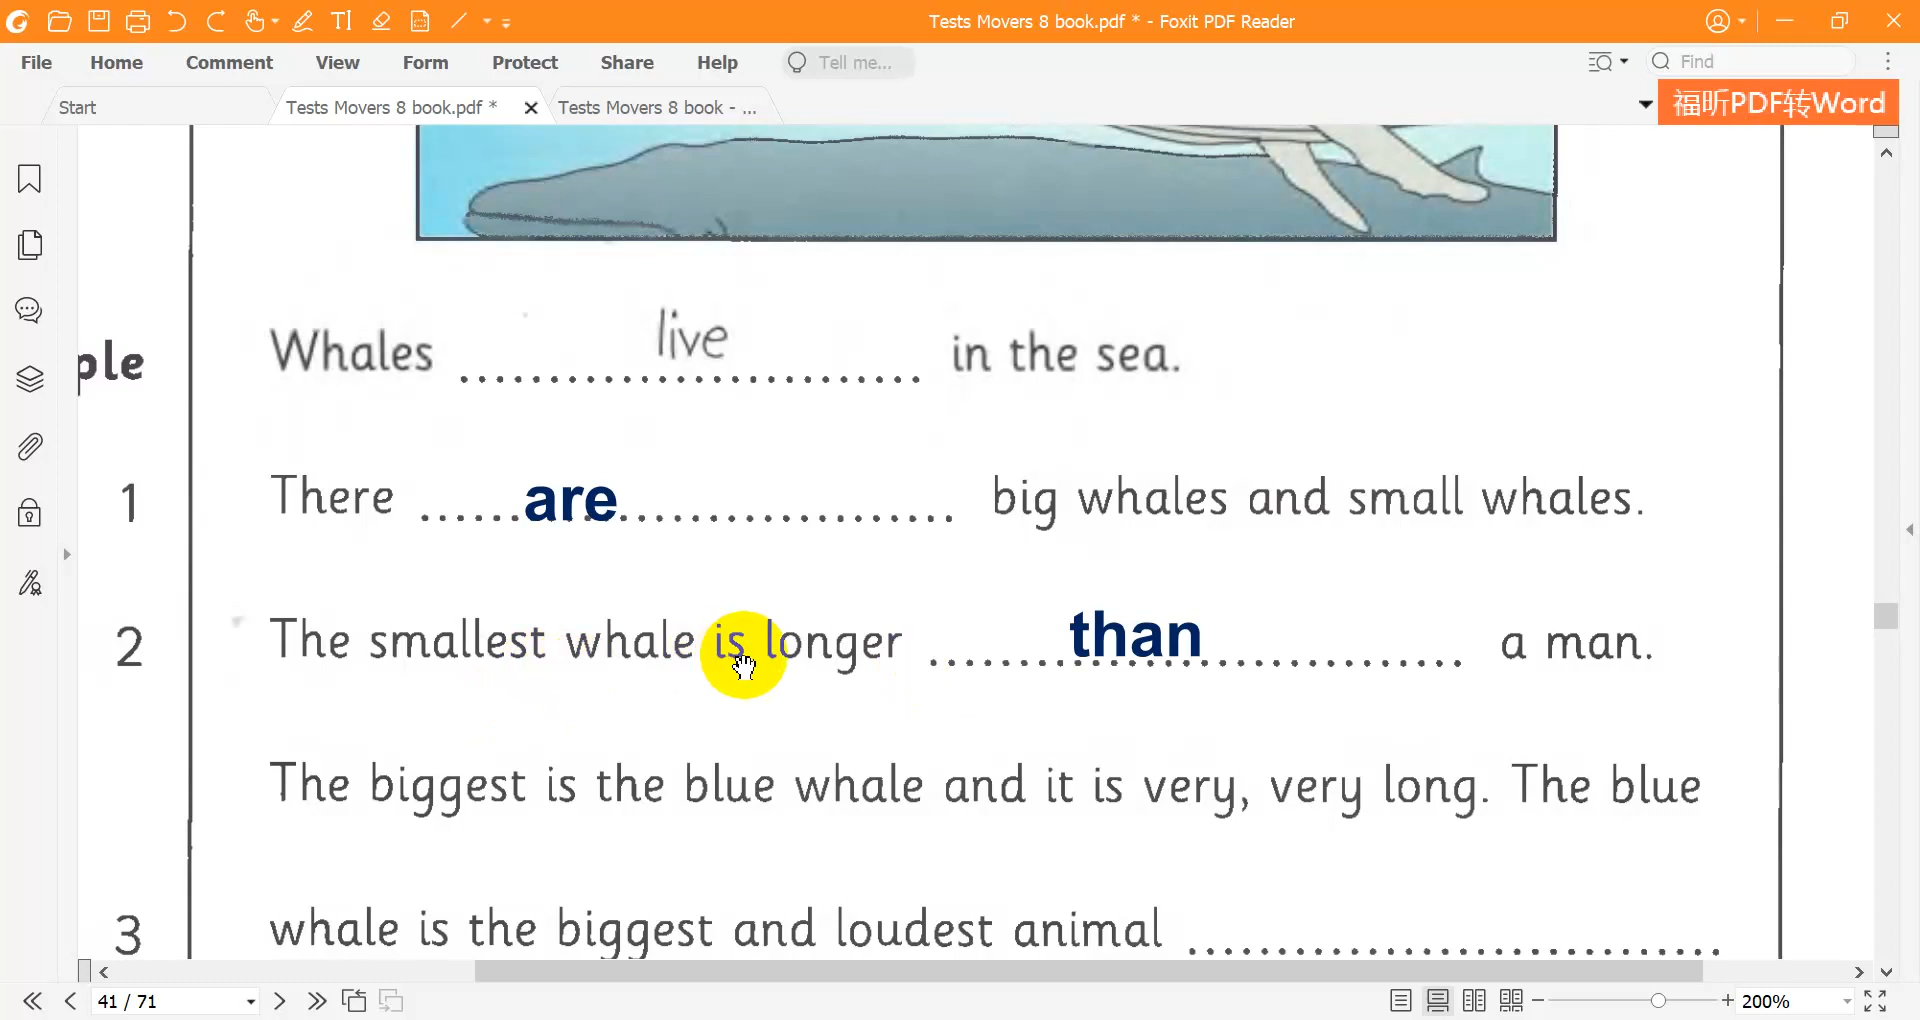 Tests Movers 8 book.pdf * - Foxit PDF Reader
File Home Comment View Form Protect Share Help Tell me... Find
Start Tests Movers 8 book.pdf * Tests Movers 8 book - ... 福昕PDF转Word
ple Whales live in the sea.
1 There ......are....................... big whales and small whales.
2 The smallest whale is longer ......than................. a man.
The biggest is the blue whale and it is very, very long. The blue
3 whale is the biggest and loudest animal .......................
41 / 71 200%